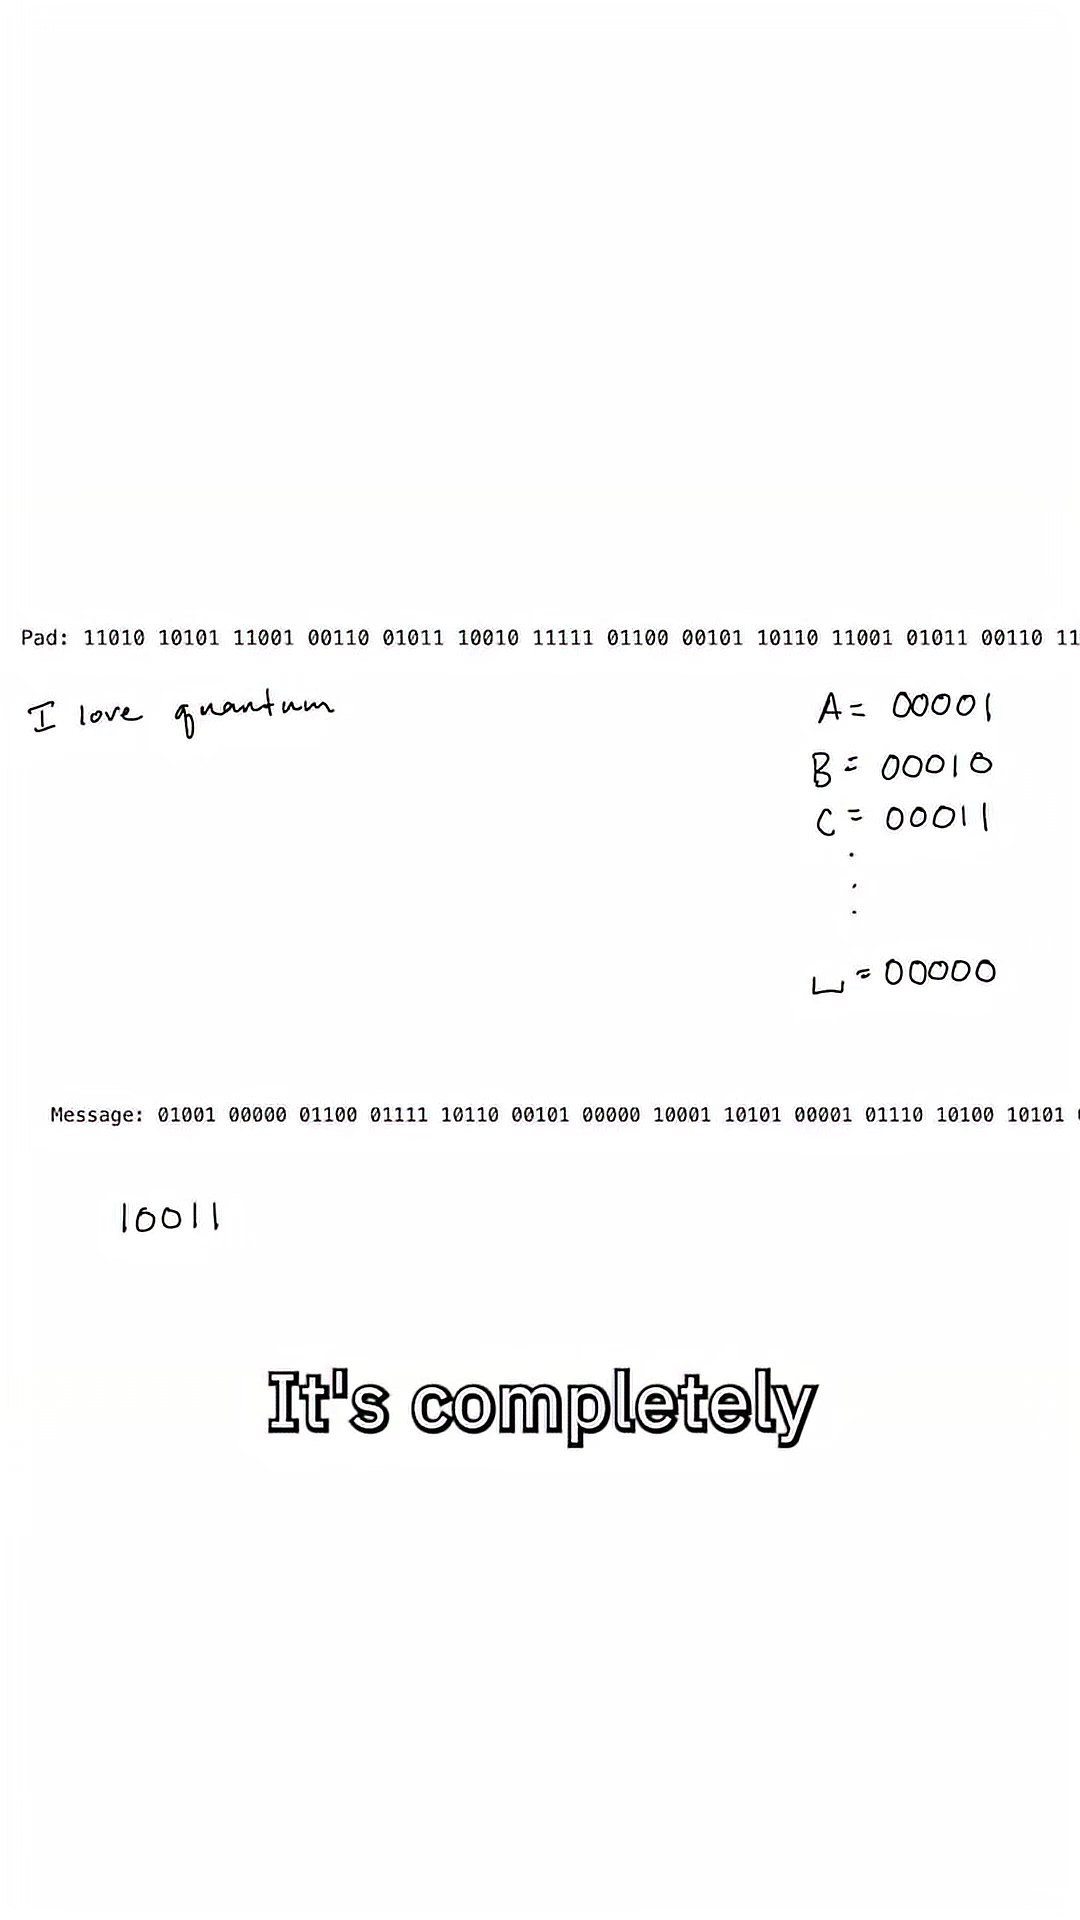 Pad: 11010 10101 11001 00110 01011 10010 11111 01100 00101 10110 11001 01011 00110 11
I love quantum
A = 00001
B = 00010
C = 00011
.
.
.
␣ = 00000
Message: 01001 00000 01100 01111 10110 00101 00000 10001 10101 00001 01110 10100 10101
10011
It's completely